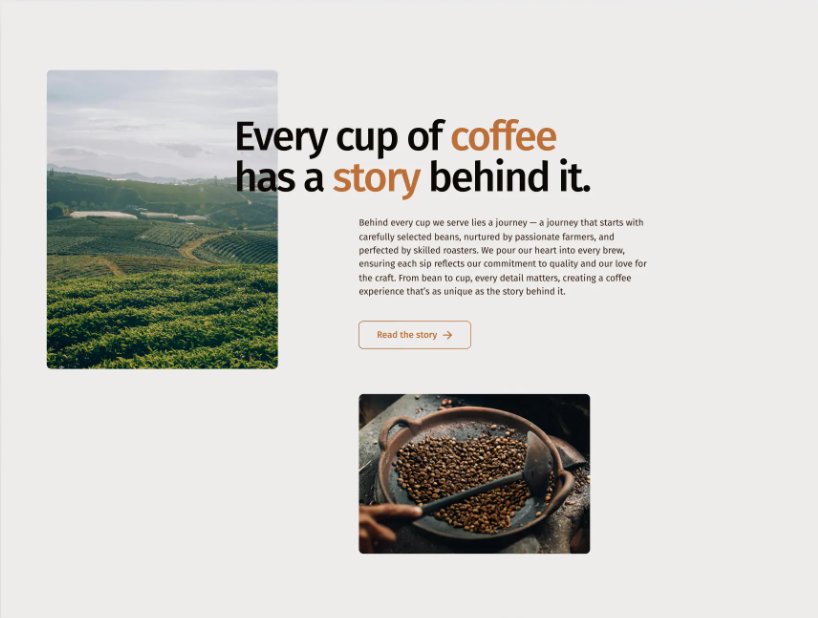 Every cup of coffee
has a story behind it.
Behind every cup we serve lies a journey — a journey that starts with
carefully selected beans, nurtured by passionate farmers, and
perfected by skilled roasters. We pour our heart into every brew,
ensuring each sip reflects our commitment to quality and our love for
the craft. From bean to cup, every detail matters, creating a coffee
experience that's as unique as the story behind it.
Read the story →